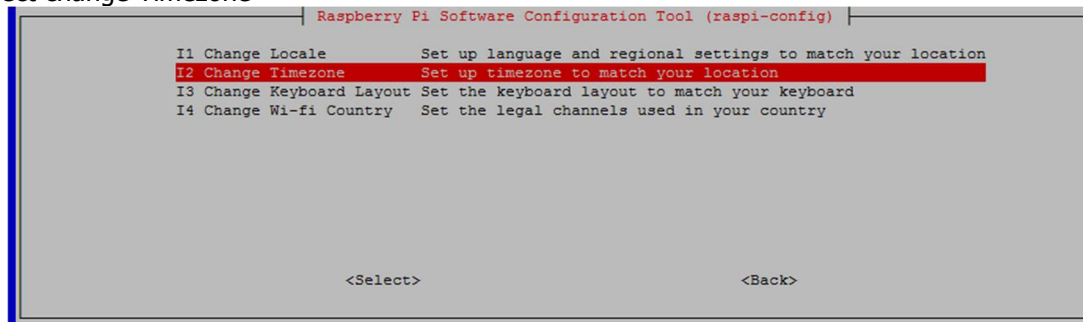 Change Timezone
Raspberry Pi Software Configuration Tool (raspi-config)
I1 Change Locale Set up language and regional settings to match your location
I2 Change Timezone Set up timezone to match your location
I3 Change Keyboard Layout Set the keyboard layout to match your keyboard
I4 Change Wi-fi Country Set the legal channels used in your country
<Select> <Back>